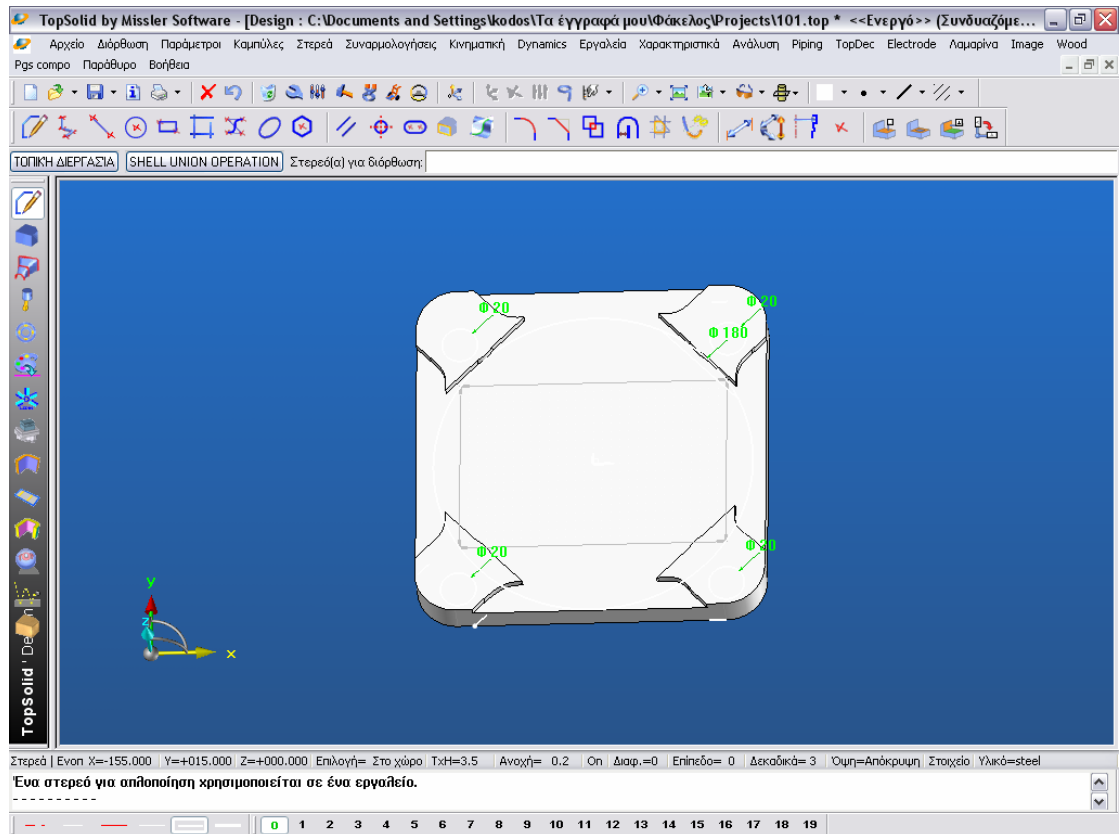 TopSolid by Missler Software - [Design : C:\Documents and Settings\kodos\Τα έγγραφά μου\Φάκελος\Projects\101.top * <<Ενεργό>> (Συνδυαζόμε...
Αρχείο Διόρθωση Παράμετροι Καμπύλες Στερεά Συναρμολογήσεις Κινηματική Dynamics Εργαλεία Χαρακτηριστικά Ανάλυση Piping TopDec Electrode Λαμαρίνα Image Wood
Pgs compo Παράθυρο Βοήθεια
ΤΟΠΙΚΉ ΔΙΕΡΓΑΣΊΑ SHELL UNION OPERATION Στερεό(α) για διόρθωση:
Φ 20
Φ 20
Φ 180
Φ 20
Φ 20
y
z
x
TopSolid'Design
Στερεά Ενοπ X=-155.000 Y=+015.000 Z=+000.000 Επιλογή= Στο χώρο TxH=3.5 Ανοχή= 0.2 On Διαφ.=0 Επίπεδο= 0 Δεκαδικά= 3 Όψη=Απόκρυψη Στοιχείο Υλικό=steel
Ένα στερεό για απλοποίηση χρησιμοποιείται σε ένα εργαλείο.
----------
0 1 2 3 4 5 6 7 8 9 10 11 12 13 14 15 16 17 18 19